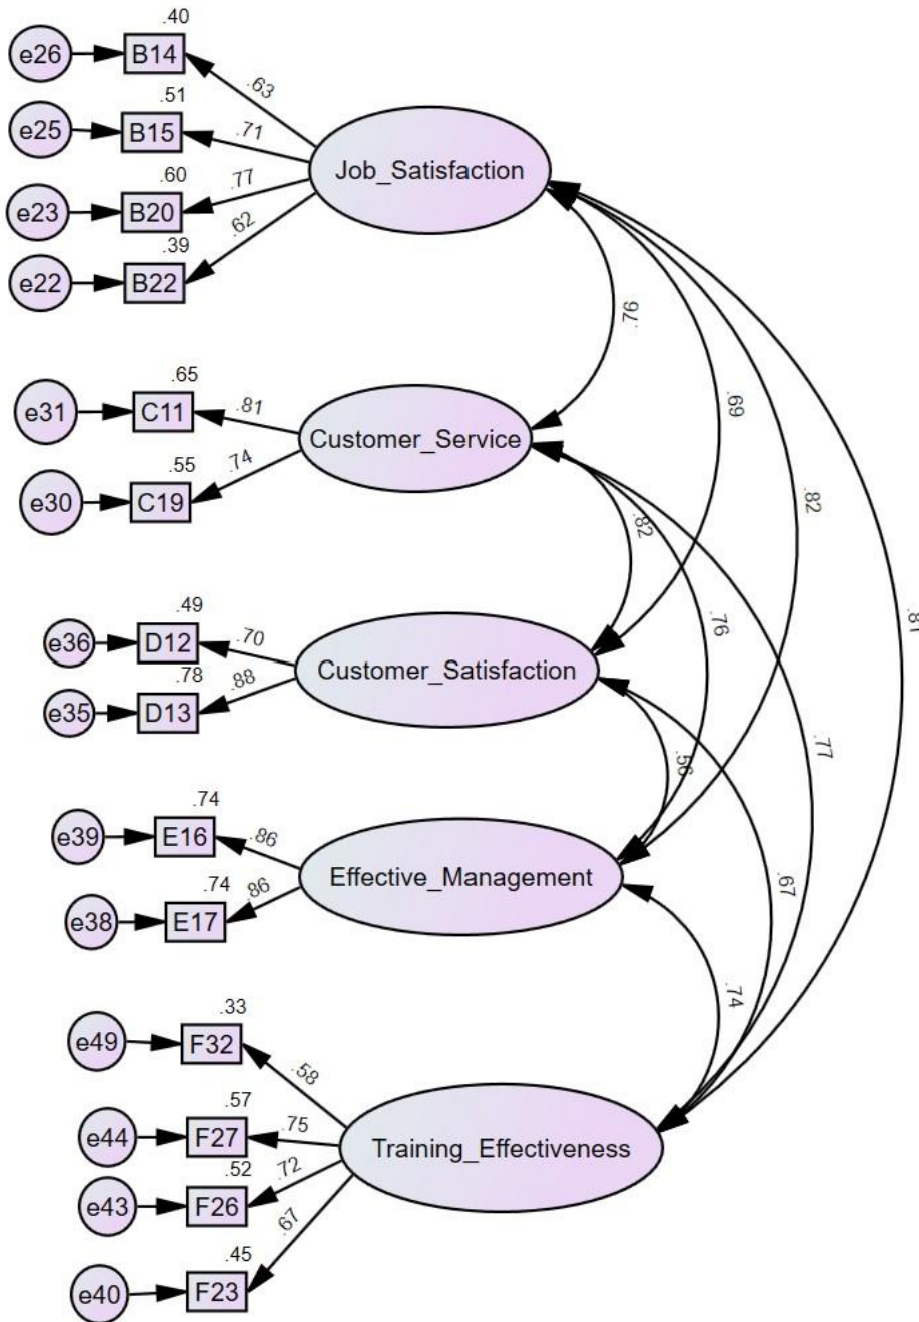 .40
e26 B14 .63
.51
e25 B15 .71
Job_Satisfaction
.60
e23 B20 .77
.39
e22 B22 .62
.76
.65
e31 C11 .81
.69
Customer_Service
.55
e30 C19 .74
.82
.82
.81
.49
e36 D12 .70
.76
Customer_Satisfaction
.78
e35 D13 .88
.77
.56
.74
e39 E16 .86
Effective_Management
.67
.74
e38 E17 .86
.74
.33
e49 F32 .58
.57
e44 F27 .75
Training_Effectiveness
.52
e43 F26 .72
.67
.45
e40 F23